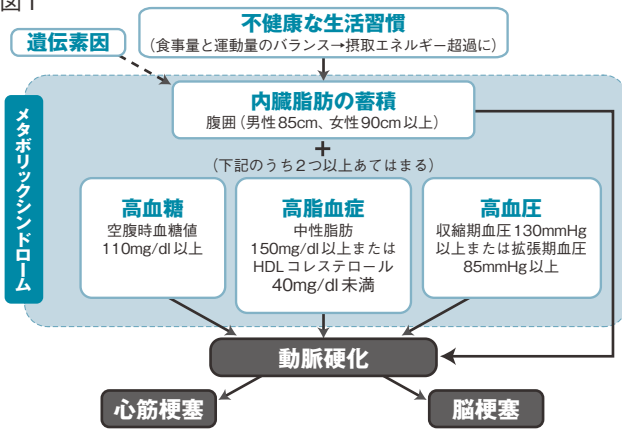 図1
不健康な生活習慣
（食事量と運動量のバランス→摂取エネルギー超過に）
遺伝素因
メタボリックシンドローム
内臓脂肪の蓄積
腹囲（男性85cm、女性90cm以上）
＋
（下記のうち2つ以上あてはまる）
高血糖
空腹時血糖値
110mg/dl以上
高脂血症
中性脂肪
150mg/dl以上または
HDLコレステロール
40mg/dl未満
高血圧
収縮期血圧130mmHg
以上または拡張期血圧
85mmHg以上
動脈硬化
心筋梗塞
脳梗塞